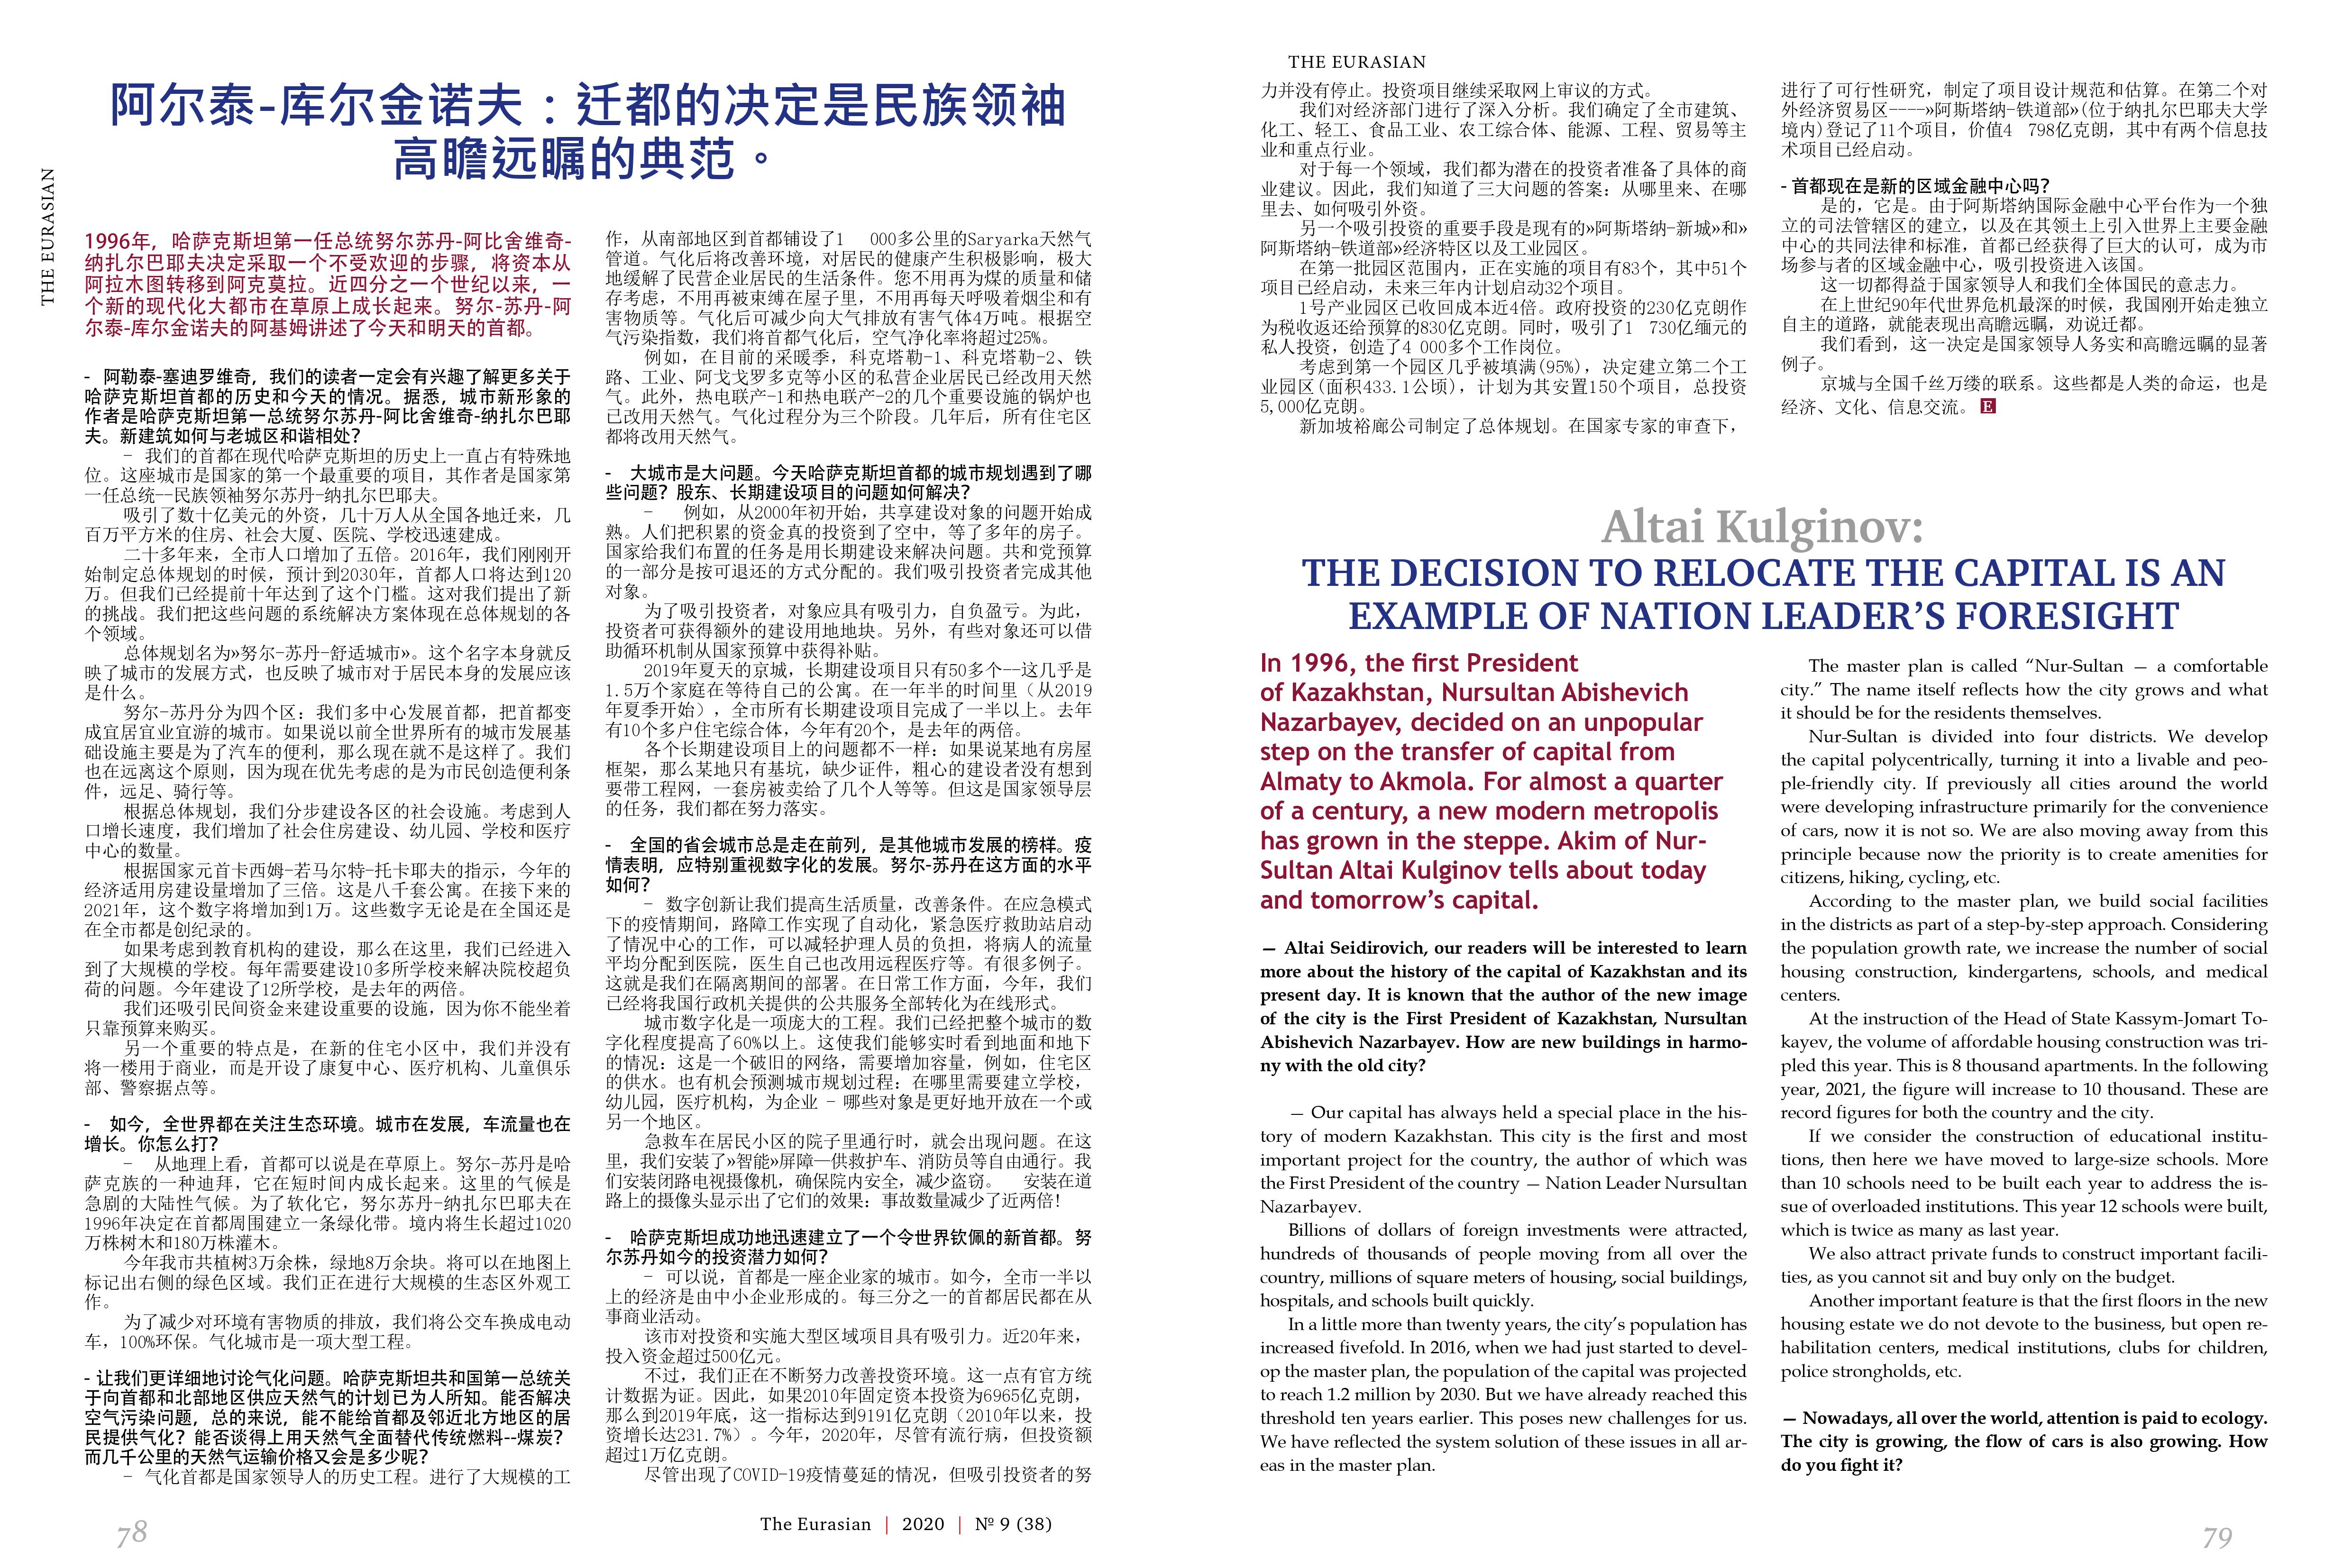 THE EURASIAN
阿尔泰-库尔金诺夫：迁都的决定是民族领袖
高瞻远瞩的典范。
1996年，哈萨克斯坦第一任总统努尔苏丹-阿比舍维奇-
纳扎尔巴耶夫决定采取一个不受欢迎的步骤，将资本从
阿拉木图转移到阿克莫拉。近四分之一个世纪以来，一
个新的现代化大都市在草原上成长起来。努尔-苏丹-阿
尔泰-库尔金诺夫的阿基姆讲述了今天和明天的首都。
- 阿勒泰-塞迪罗维奇，我们的读者一定会有兴趣了解更多关于
哈萨克斯坦首都的历史和今天的情况。据悉，城市新形象的
作者是哈萨克斯坦第一总统努尔苏丹-阿比舍维奇-纳扎尔巴耶
夫。新建筑如何与老城区和谐相处？
– 我们的首都在现代哈萨克斯坦的历史上一直占有特殊地
位。这座城市是国家的第一个最重要的项目，其作者是国家第
一任总统--民族领袖努尔苏丹-纳扎尔巴耶夫。
吸引了数十亿美元的外资，几十万人从全国各地迁来，几
百万平方米的住房、社会大厦、医院、学校迅速建成。
二十多年来，全市人口增加了五倍。2016年，我们刚刚开
始制定总体规划的时候，预计到2030年，首都人口将达到120
万。但我们已经提前十年达到了这个门槛。这对我们提出了新
的挑战。我们把这些问题的系统解决方案体现在总体规划的各
个领域。
总体规划名为»努尔-苏丹-舒适城市»。这个名字本身就反
映了城市的发展方式，也反映了城市对于居民本身的发展应该
是什么。
努尔-苏丹分为四个区：我们多中心发展首都，把首都变
成宜居宜业宜游的城市。如果说以前全世界所有的城市发展基
础设施主要是为了汽车的便利，那么现在就不是这样了。我们
也在远离这个原则，因为现在优先考虑的是为市民创造便利条
件，远足、骑行等。
根据总体规划，我们分步建设各区的社会设施。考虑到人
口增长速度，我们增加了社会住房建设、幼儿园、学校和医疗
中心的数量。
根据国家元首卡西姆-若马尔特-托卡耶夫的指示，今年的
经济适用房建设量增加了三倍。这是八千套公寓。在接下来的
2021年，这个数字将增加到1万。这些数字无论是在全国还是
在全市都是创纪录的。
如果考虑到教育机构的建设，那么在这里，我们已经进入
到了大规模的学校。每年需要建设10多所学校来解决院校超负
荷的问题。今年建设了12所学校，是去年的两倍。
我们还吸引民间资金来建设重要的设施，因为你不能坐着
只靠预算来购买。
另一个重要的特点是，在新的住宅小区中，我们并没有
将一楼用于商业，而是开设了康复中心、医疗机构、儿童俱乐
部、警察据点等。
- 如今，全世界都在关注生态环境。城市在发展，车流量也在
增长。你怎么打？
– 从地理上看，首都可以说是在草原上。努尔-苏丹是哈
萨克族的一种迪拜，它在短时间内成长起来。这里的气候是
急剧的大陆性气候。为了软化它，努尔苏丹-纳扎尔巴耶夫在
1996年决定在首都周围建立一条绿化带。境内将生长超过1020
万株树木和180万株灌木。
今年我市共植树3万余株，绿地8万余块。将可以在地图上
标记出右侧的绿色区域。我们正在进行大规模的生态区外观工
作。
为了减少对环境有害物质的排放，我们将公交车换成电动
车，100%环保。气化城市是一项大型工程。
- 让我们更详细地讨论气化问题。哈萨克斯坦共和国第一总统关
于向首都和北部地区供应天然气的计划已为人所知。能否解决
空气污染问题，总的来说，能不能给首都及邻近北方地区的居
民提供气化？能否谈得上用天然气全面替代传统燃料--煤炭？
而几千公里的天然气运输价格又会是多少呢？
– 气化首都是国家领导人的历史工程。进行了大规模的工
作，从南部地区到首都铺设了1 000多公里的Saryarka天然气
管道。气化后将改善环境，对居民的健康产生积极影响，极大
地缓解了民营企业居民的生活条件。您不用再为煤的质量和储
存考虑，不用再被束缚在屋子里，不用再每天呼吸着烟尘和有
害物质等。气化后可减少向大气排放有害气体4万吨。根据空
气污染指数，我们将首都气化后，空气净化率将超过25%。
例如，在目前的采暖季，科克塔勒-1、科克塔勒-2、铁
路、工业、阿戈戈罗多克等小区的私营企业居民已经改用天然
气。此外，热电联产-1和热电联产-2的几个重要设施的锅炉也
已改用天然气。气化过程分为三个阶段。几年后，所有住宅区
都将改用天然气。
- 大城市是大问题。今天哈萨克斯坦首都的城市规划遇到了哪
些问题？股东、长期建设项目的问题如何解决？
– 例如，从2000年初开始，共享建设对象的问题开始成
熟。人们把积累的资金真的投资到了空中，等了多年的房子。
国家给我们布置的任务是用长期建设来解决问题。共和党预算
的一部分是按可退还的方式分配的。我们吸引投资者完成其他
对象。
为了吸引投资者，对象应具有吸引力，自负盈亏。为此，
投资者可获得额外的建设用地地块。另外，有些对象还可以借
助循环机制从国家预算中获得补贴。
2019年夏天的京城，长期建设项目只有50多个--这几乎是
1.5万个家庭在等待自己的公寓。在一年半的时间里（从2019
年夏季开始），全市所有长期建设项目完成了一半以上。去年
有10个多户住宅综合体，今年有20个，是去年的两倍。
各个长期建设项目上的问题都不一样：如果说某地有房屋
框架，那么某地只有基坑，缺少证件，粗心的建设者没有想到
要带工程网，一套房被卖给了几个人等等。但这是国家领导层
的任务，我们都在努力落实。
- 全国的省会城市总是走在前列，是其他城市发展的榜样。疫
情表明，应特别重视数字化的发展。努尔-苏丹在这方面的水平
如何？
– 数字创新让我们提高生活质量，改善条件。在应急模式
下的疫情期间，路障工作实现了自动化，紧急医疗救助站启动
了情况中心的工作，可以减轻护理人员的负担，将病人的流量
平均分配到医院，医生自己也改用远程医疗等。有很多例子。
这就是我们在隔离期间的部署。在日常工作方面，今年，我们
已经将我国行政机关提供的公共服务全部转化为在线形式。
城市数字化是一项庞大的工程。我们已经把整个城市的数
字化程度提高了60%以上。这使我们能够实时看到地面和地下
的情况：这是一个破旧的网络，需要增加容量，例如，住宅区
的供水。也有机会预测城市规划过程：在哪里需要建立学校，
幼儿园，医疗机构，为企业 – 哪些对象是更好地开放在一个或
另一个地区。
急救车在居民小区的院子里通行时，就会出现问题。在这
里，我们安装了»智能»屏障—供救护车、消防员等自由通行。我
们安装闭路电视摄像机，确保院内安全，减少盗窃。 安装在道
路上的摄像头显示出了它们的效果：事故数量减少了近两倍！
- 哈萨克斯坦成功地迅速建立了一个令世界钦佩的新首都。努
尔苏丹如今的投资潜力如何？
– 可以说，首都是一座企业家的城市。如今，全市一半以
上的经济是由中小企业形成的。每三分之一的首都居民都在从
事商业活动。
该市对投资和实施大型区域项目具有吸引力。近20年来，
投入资金超过500亿元。
不过，我们正在不断努力改善投资环境。这一点有官方统
计数据为证。因此，如果2010年固定资本投资为6965亿克朗，
那么到2019年底，这一指标达到9191亿克朗（2010年以来，投
资增长达231.7%）。今年，2020年，尽管有流行病，但投资额
超过1万亿克朗。
尽管出现了COVID-19疫情蔓延的情况，但吸引投资者的努
78
The Eurasian | 2020 | № 9 (38)
THE EURASIAN
力并没有停止。投资项目继续采取网上审议的方式。
我们对经济部门进行了深入分析。我们确定了全市建筑、
化工、轻工、食品工业、农工综合体、能源、工程、贸易等主
业和重点行业。
对于每一个领域，我们都为潜在的投资者准备了具体的商
业建议。因此，我们知道了三大问题的答案：从哪里来、在哪
里去、如何吸引外资。
另一个吸引投资的重要手段是现有的»阿斯塔纳-新城»和»
阿斯塔纳-铁道部»经济特区以及工业园区。
在第一批园区范围内，正在实施的项目有83个，其中51个
项目已经启动，未来三年内计划启动32个项目。
1号产业园区已收回成本近4倍。政府投资的230亿克朗作
为税收返还给预算的830亿克朗。同时，吸引了1 730亿缅元的
私人投资，创造了4 000多个工作岗位。
考虑到第一个园区几乎被填满(95%)，决定建立第二个工
业园区(面积433.1公顷)，计划为其安置150个项目，总投资
5,000亿克朗。
新加坡裕廊公司制定了总体规划。在国家专家的审查下，
进行了可行性研究，制定了项目设计规范和估算。在第二个对
外经济贸易区----»阿斯塔纳-铁道部»(位于纳扎尔巴耶夫大学
境内)登记了11个项目，价值4 798亿克朗，其中有两个信息技
术项目已经启动。
- 首都现在是新的区域金融中心吗？
是的，它是。由于阿斯塔纳国际金融中心平台作为一个独
立的司法管辖区的建立，以及在其领土上引入世界上主要金融
中心的共同法律和标准，首都已经获得了巨大的认可，成为市
场参与者的区域金融中心，吸引投资进入该国。
这一切都得益于国家领导人和我们全体国民的意志力。
在上世纪90年代世界危机最深的时候，我国刚开始走独立
自主的道路，就能表现出高瞻远瞩，劝说迁都。
我们看到，这一决定是国家领导人务实和高瞻远瞩的显著
例子。
京城与全国千丝万缕的联系。这些都是人类的命运，也是
经济、文化、信息交流。 E
Altai Kulginov:
THE DECISION TO RELOCATE THE CAPITAL IS AN
EXAMPLE OF NATION LEADER’S FORESIGHT
In 1996, the first President
of Kazakhstan, Nursultan Abishevich
Nazarbayev, decided on an unpopular
step on the transfer of capital from
Almaty to Akmola. For almost a quarter
of a century, a new modern metropolis
has grown in the steppe. Akim of Nur-
Sultan Altai Kulginov tells about today
and tomorrow’s capital.
— Altai Seidirovich, our readers will be interested to learn
more about the history of the capital of Kazakhstan and its
present day. It is known that the author of the new image
of the city is the First President of Kazakhstan, Nursultan
Abishevich Nazarbayev. How are new buildings in harmo-
ny with the old city?
— Our capital has always held a special place in the his-
tory of modern Kazakhstan. This city is the first and most
important project for the country, the author of which was
the First President of the country — Nation Leader Nursultan
Nazarbayev.
Billions of dollars of foreign investments were attracted,
hundreds of thousands of people moving from all over the
country, millions of square meters of housing, social buildings,
hospitals, and schools built quickly.
In a little more than twenty years, the city’s population has
increased fivefold. In 2016, when we had just started to devel-
op the master plan, the population of the capital was projected
to reach 1.2 million by 2030. But we have already reached this
threshold ten years earlier. This poses new challenges for us.
We have reflected the system solution of these issues in all ar-
eas in the master plan.
The master plan is called “Nur-Sultan — a comfortable
city.” The name itself reflects how the city grows and what
it should be for the residents themselves.
Nur-Sultan is divided into four districts. We develop
the capital polycentrically, turning it into a livable and peo-
ple-friendly city. If previously all cities around the world
were developing infrastructure primarily for the convenience
of cars, now it is not so. We are also moving away from this
principle because now the priority is to create amenities for
citizens, hiking, cycling, etc.
According to the master plan, we build social facilities
in the districts as part of a step-by-step approach. Considering
the population growth rate, we increase the number of social
housing construction, kindergartens, schools, and medical
centers.
At the instruction of the Head of State Kassym-Jomart To-
kayev, the volume of affordable housing construction was tri-
pled this year. This is 8 thousand apartments. In the following
year, 2021, the figure will increase to 10 thousand. These are
record figures for both the country and the city.
If we consider the construction of educational institu-
tions, then here we have moved to large-size schools. More
than 10 schools need to be built each year to address the is-
sue of overloaded institutions. This year 12 schools were built,
which is twice as many as last year.
We also attract private funds to construct important facili-
ties, as you cannot sit and buy only on the budget.
Another important feature is that the first floors in the new
housing estate we do not devote to the business, but open re-
habilitation centers, medical institutions, clubs for children,
police strongholds, etc.
— Nowadays, all over the world, attention is paid to ecology.
The city is growing, the flow of cars is also growing. How
do you fight it?
79